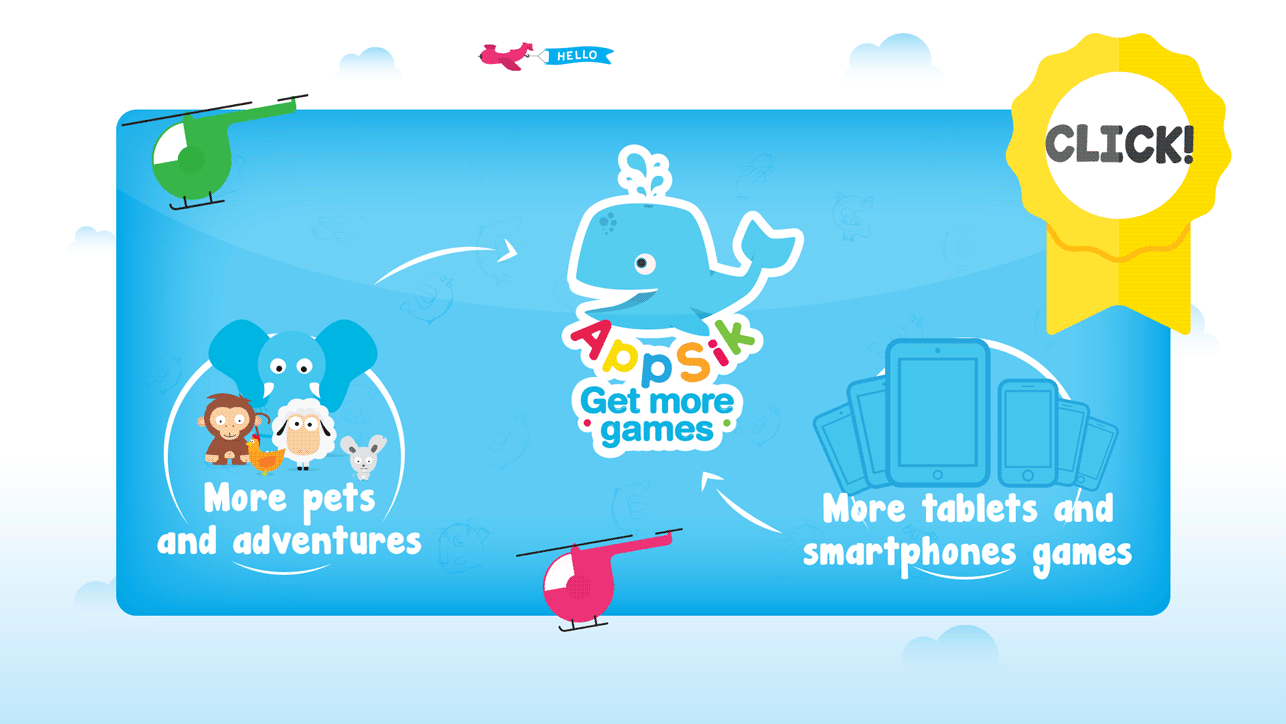 HELLO
CLICK!
AppSik
Get more
games
More pets
and adventures
More tablets and
smartphones games